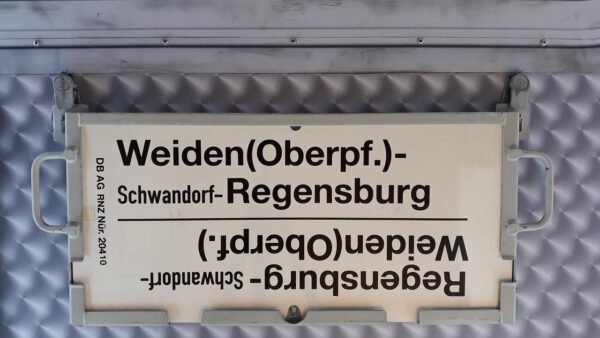 Weiden(Oberpf.)-
Schwandorf-Regensburg
Regensburg-Schwandorf-
Weiden(Oberpf.)
DB AG RNZ Nür. 20410